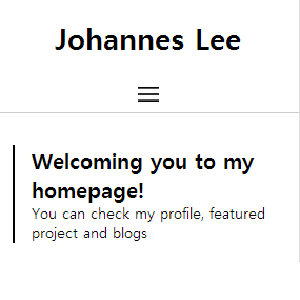 Johannes Lee
Welcoming you to my
homepage!
You can check my profile, featured
project and blogs